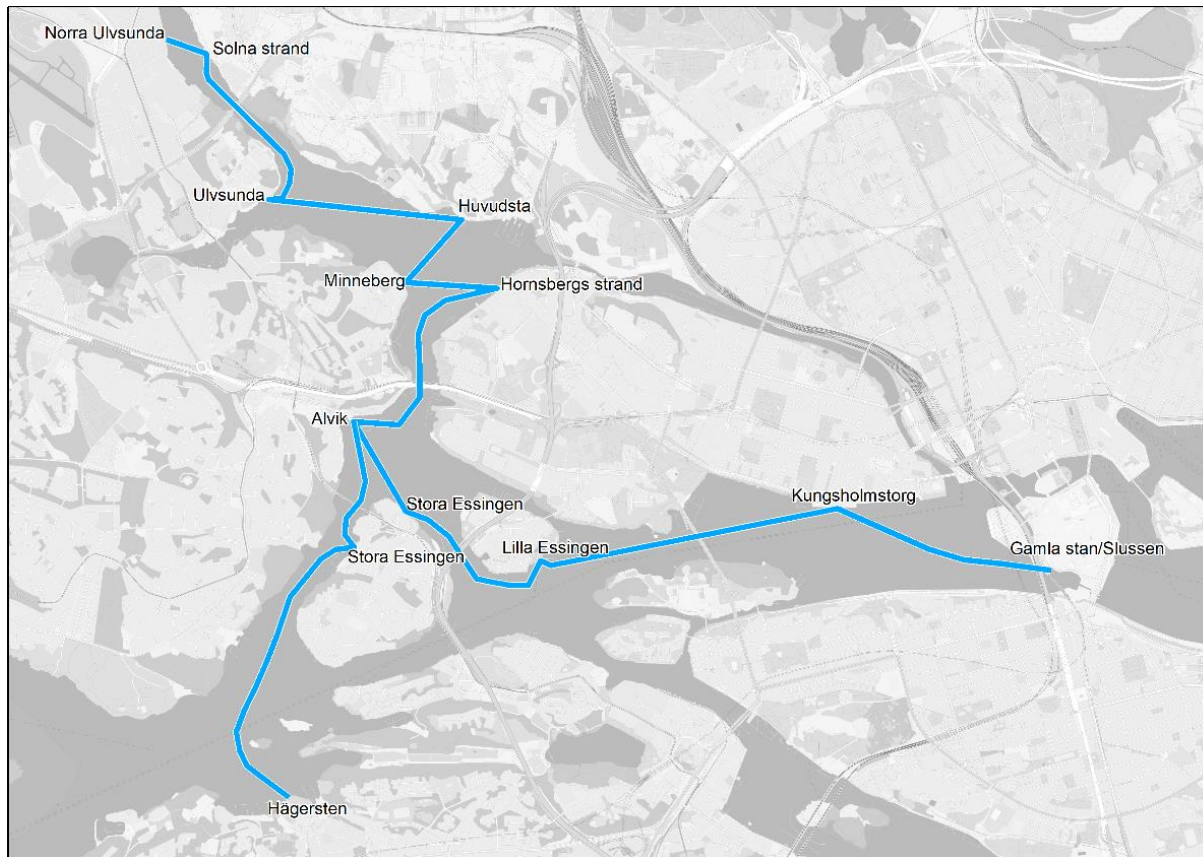 Norra Ulvsunda
Solna strand
Ulvsunda
Huvudsta
Minneberg
Hornsbergs strand
Alvik
Kungsholmstorg
Stora Essingen
Lilla Essingen
Gamla stan/Slussen
Stora Essingen
Hägersten